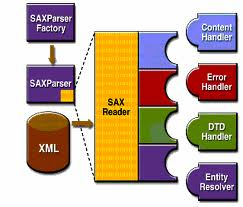 SAXParser
Factory
SAXParser
XML
SAX
Reader
Content
Handler
Error
Handler
DTD
Handler
Entity
Resolver